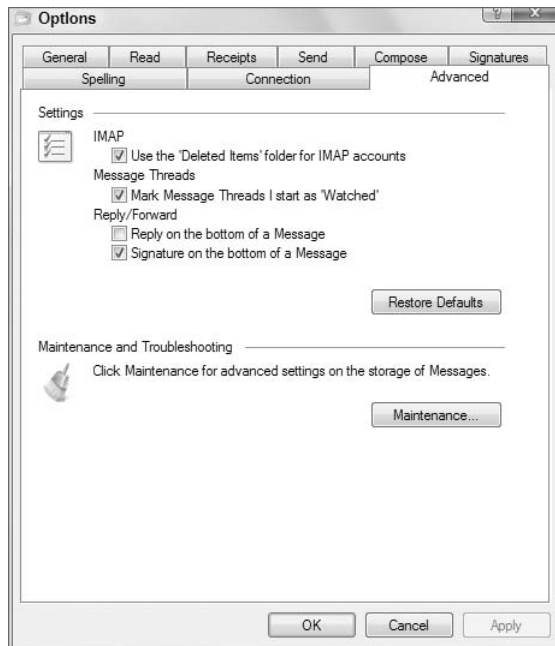 Options
General Read Receipts Send Compose Signatures
Spelling Connection Advanced
Settings
IMAP
Use the 'Deleted Items' folder for IMAP accounts
Message Threads
Mark Message Threads I start as 'Watched'
Reply/Forward
Reply on the bottom of a Message
Signature on the bottom of a Message
Restore Defaults
Maintenance and Troubleshooting
Click Maintenance for advanced settings on the storage of Messages.
Maintenance...
OK Cancel Apply